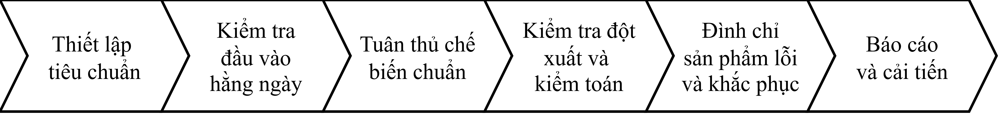 Thiết lập
tiêu chuẩn
Kiểm tra
đầu vào
hằng ngày
Tuân thủ chế
biến chuẩn
Kiểm tra đột
xuất và
kiểm toán
Đình chỉ
sản phẩm lỗi
và khắc phục
Báo cáo
và cải tiến